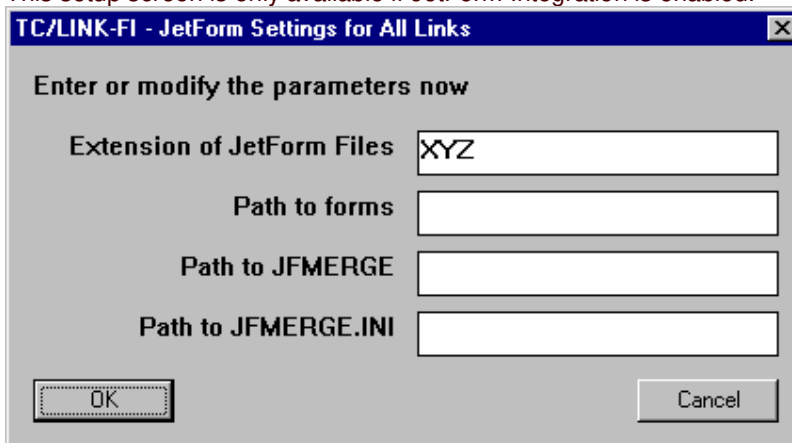 This setup screen is only available if JetForm Integration is enabled.
TC/LINK-FI - JetForm Settings for All Links
Enter or modify the parameters now
Extension of JetForm Files XYZ
Path to forms
Path to JFMERGE
Path to JFMERGE.INI
OK Cancel